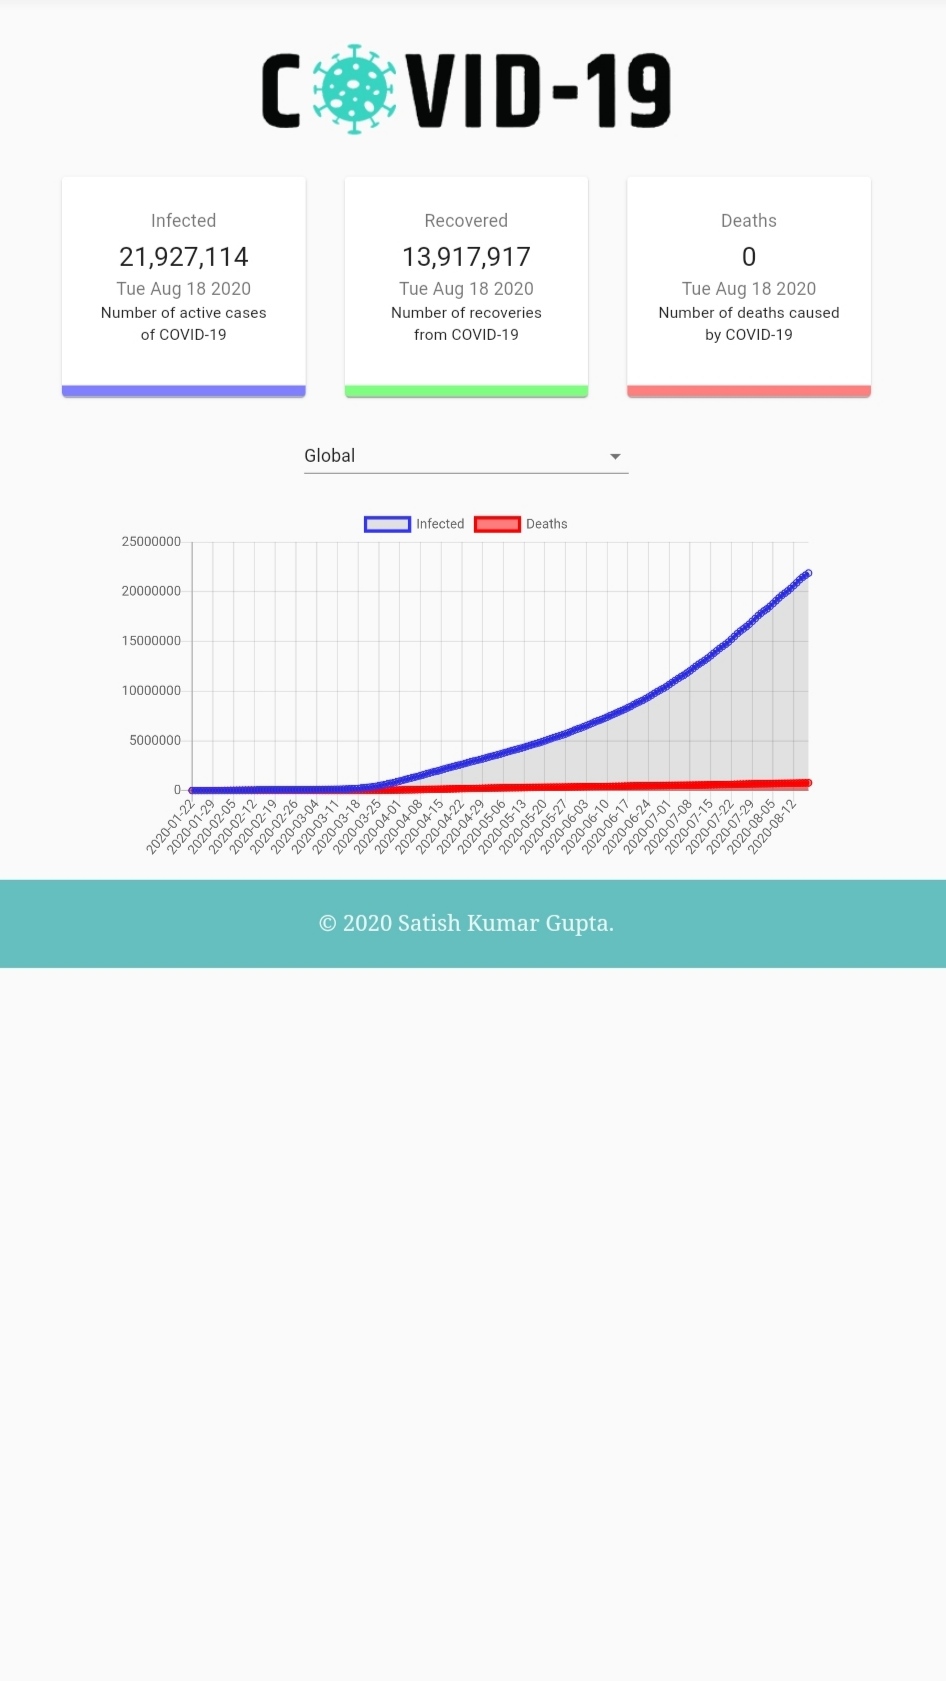 COVID-19
Infected
21,927,114
Tue Aug 18 2020
Number of active cases
of COVID-19
Recovered
13,917,917
Tue Aug 18 2020
Number of recoveries
from COVID-19
Deaths
0
Tue Aug 18 2020
Number of deaths caused
by COVID-19
Global
Infected Deaths
25000000
20000000
15000000
10000000
5000000
0
2020-01-22
2020-01-29
2020-02-05
2020-02-12
2020-02-19
2020-02-26
2020-03-04
2020-03-11
2020-03-18
2020-03-25
2020-04-01
2020-04-08
2020-04-15
2020-04-22
2020-04-29
2020-05-06
2020-05-13
2020-05-20
2020-05-27
2020-06-03
2020-06-10
2020-06-17
2020-06-24
2020-07-01
2020-07-08
2020-07-15
2020-07-22
2020-07-29
2020-08-05
2020-08-12
© 2020 Satish Kumar Gupta.